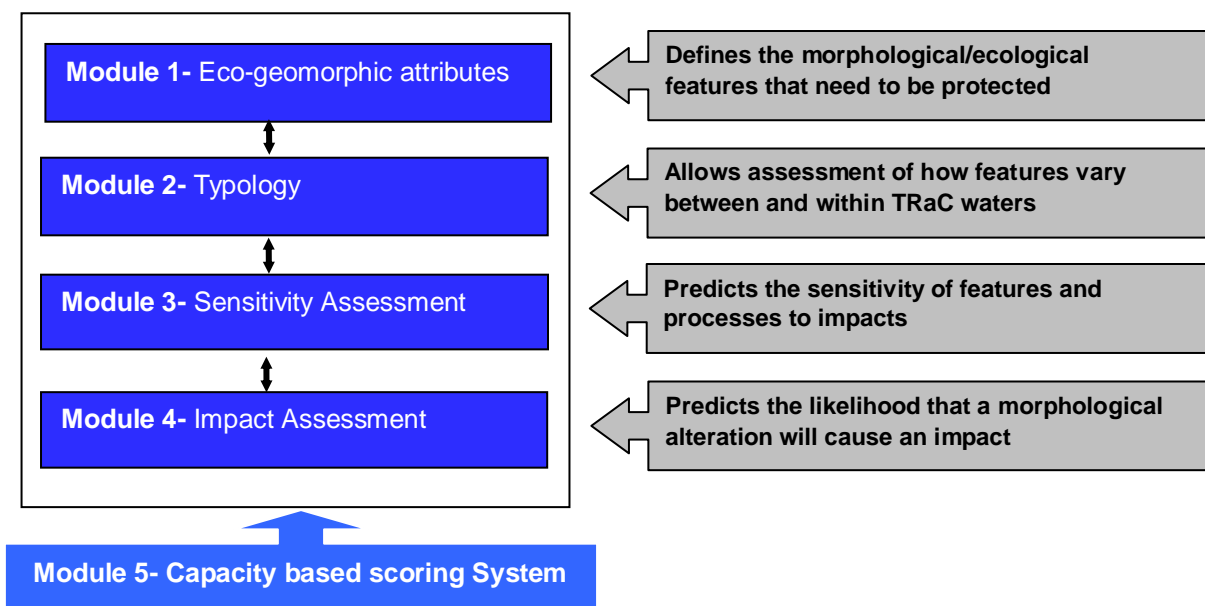 Module 1- Eco-geomorphic attributes
Defines the morphological/ecological
features that need to be protected
Module 2- Typology
Allows assessment of how features vary
between and within TRaC waters
Module 3- Sensitivity Assessment
Predicts the sensitivity of features and
processes to impacts
Module 4- Impact Assessment
Predicts the likelihood that a morphological
alteration will cause an impact
Module 5- Capacity based scoring System